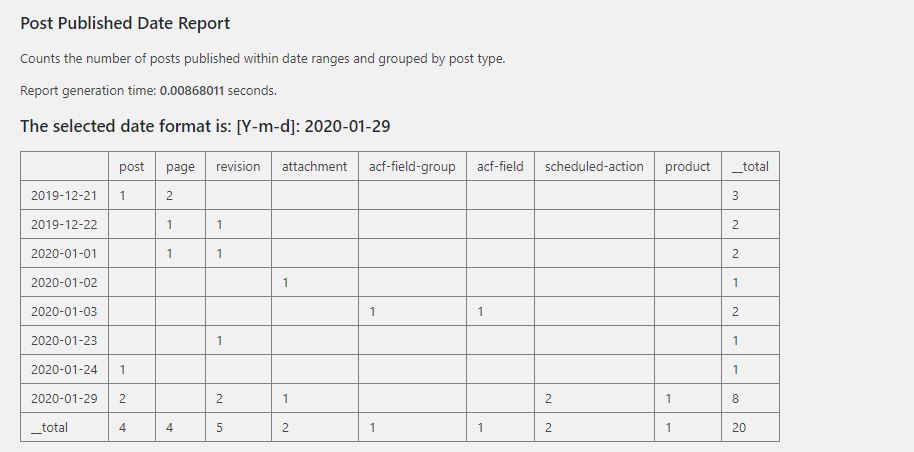 Post Published Date Report
Counts the number of posts published within date ranges and grouped by post type.
Report generation time: 0.00868011 seconds.
The selected date format is: [Y-m-d]: 2020-01-29
post page revision attachment acf-field-group acf-field scheduled-action product __total
2019-12-21 1 2 3
2019-12-22 1 1 2
2020-01-01 1 1 2
2020-01-02 1 1
2020-01-03 1 1 2
2020-01-23 1 1
2020-01-24 1 1
2020-01-29 2 2 1 2 1 8
__total 4 4 5 2 1 1 2 1 20